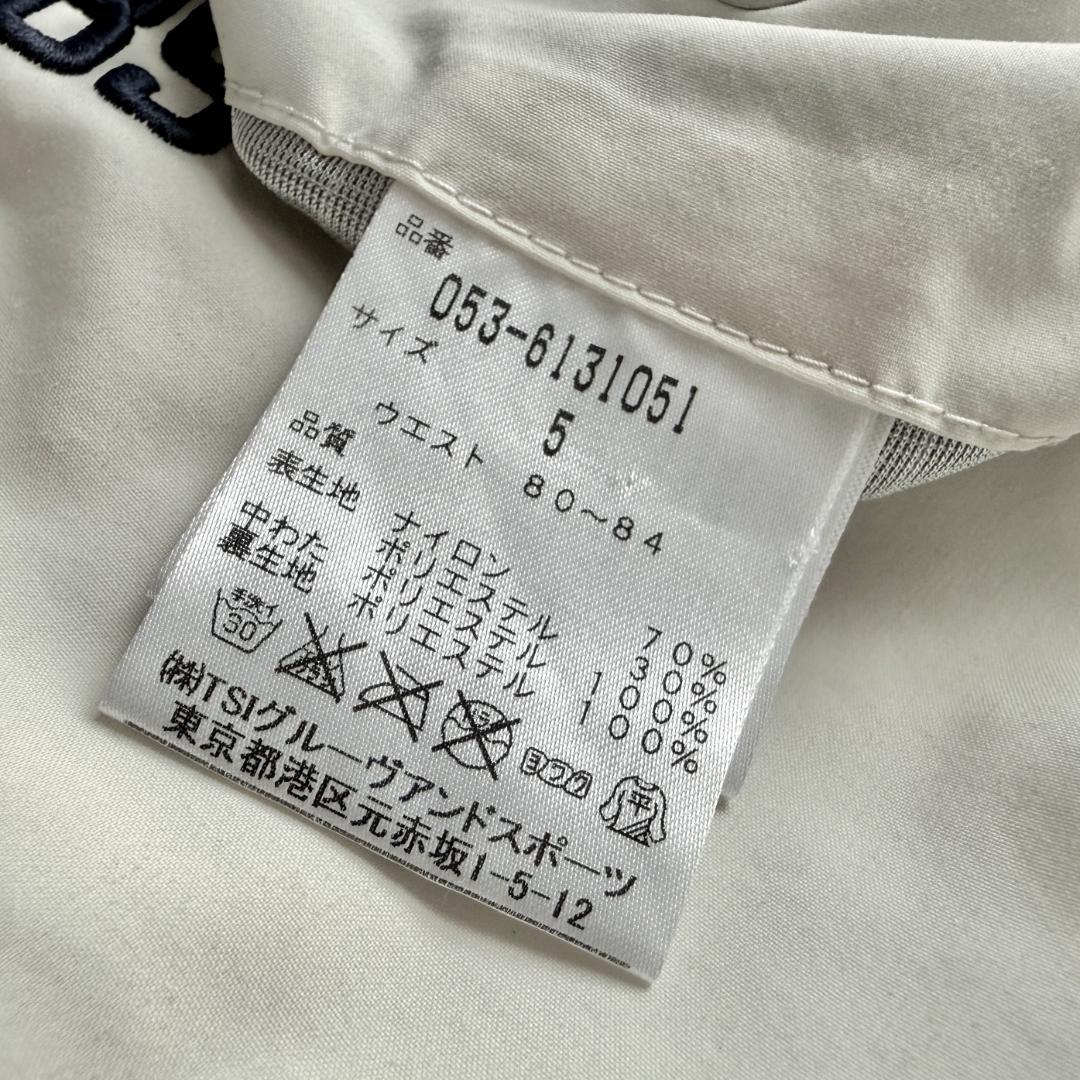 品番
053-6131051
サイズ
5
ウエスト 80~84
品質
表生地 ナイロン 70%
ポリエステル 30%
中わた ポリエステル 100%
裏生地 ポリエステル 100%
手洗イ
30
ヨワク
平
(株)TSIグルーヴアンドスポーツ
東京都港区元赤坂1-5-12